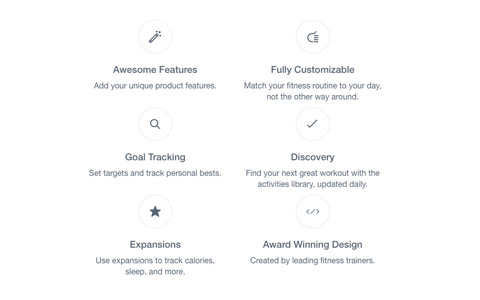 Awesome Features
Add your unique product features.
Fully Customizable
Match your fitness routine to your day,
not the other way around.
Goal Tracking
Set targets and track personal bests.
Discovery
Find your next great workout with the
activities library, updated daily.
Expansions
Use expansions to track calories,
sleep, and more.
Award Winning Design
Created by leading fitness trainers.